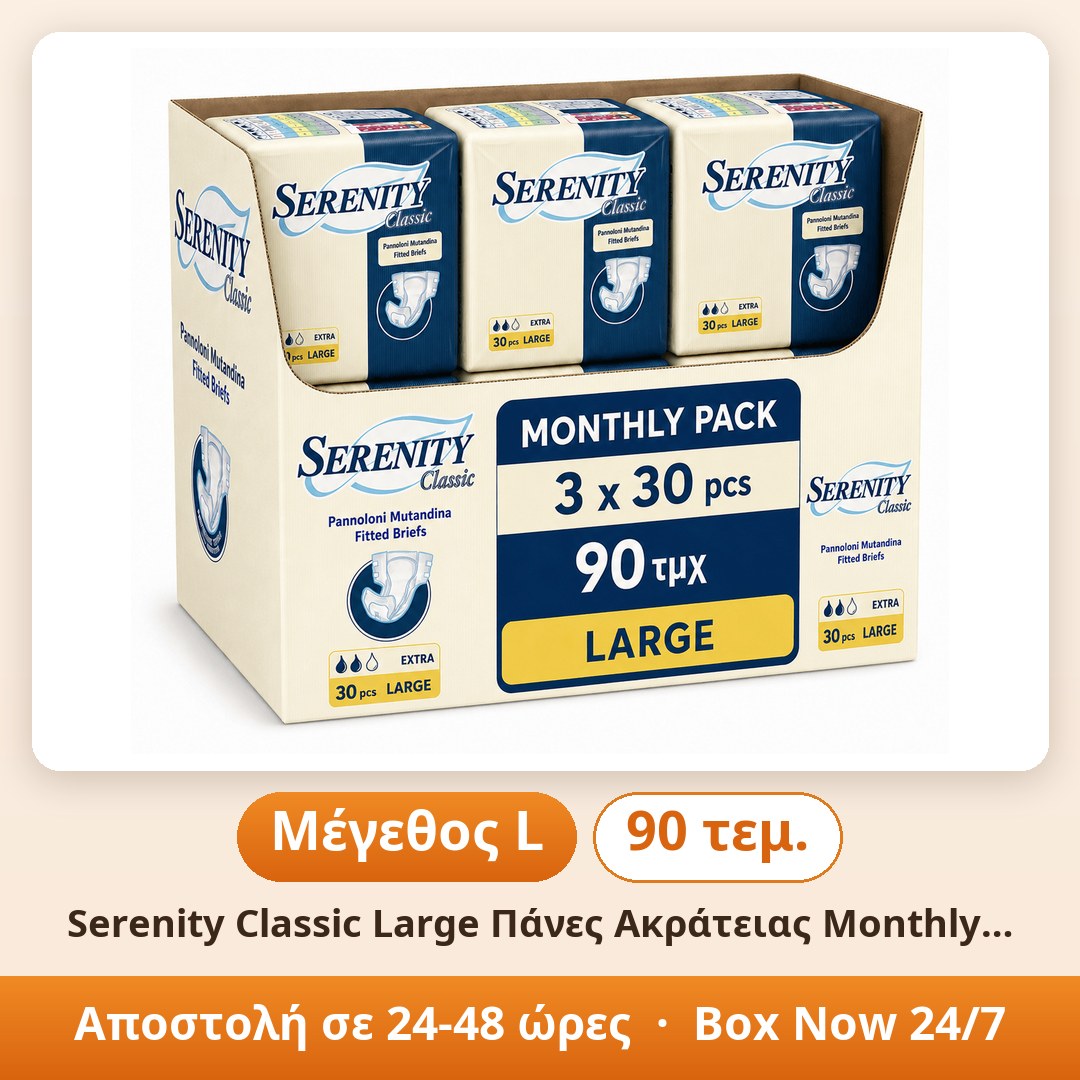 SERENITY
Classic
Pannoloni Mutandina
Fitted Briefs
EXTRA
pcs LARGE
SERENITY
Classic
Pannoloni Mutandina
Fitted Briefs
EXTRA
30 pcs LARGE
SERENITY
Classic
Pannoloni Mutandina
Fitted Briefs
EXTRA
30 pcs LARGE
SERENITY
Classic
Pannoloni Mutandina
Fitted Briefs
SERENITY
Classic
Pannoloni Mutandina
Fitted Briefs
EXTRA
30 pcs LARGE
MONTHLY PACK
3 x 30 pcs
90 τμχ
LARGE
SERENITY
Classic
Pannoloni Mutandina
Fitted Briefs
EXTRA
30 pcs LARGE
Μέγεθος L
90 τεμ.
Serenity Classic Large Πάνες Ακράτειας Monthly...
Αποστολή σε 24-48 ώρες · Box Now 24/7